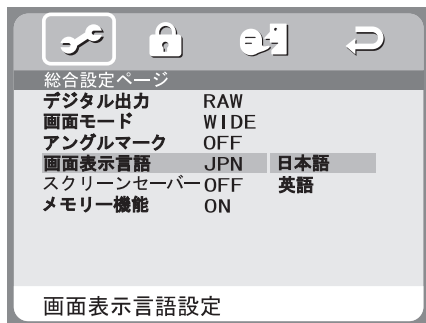 総合設定ページ
デジタル出力 RAW
画面モード WIDE
アングルマーク OFF
画面表示言語 JPN 日本語
スクリーンセーバー OFF 英語
メモリー機能 ON
画面表示言語設定